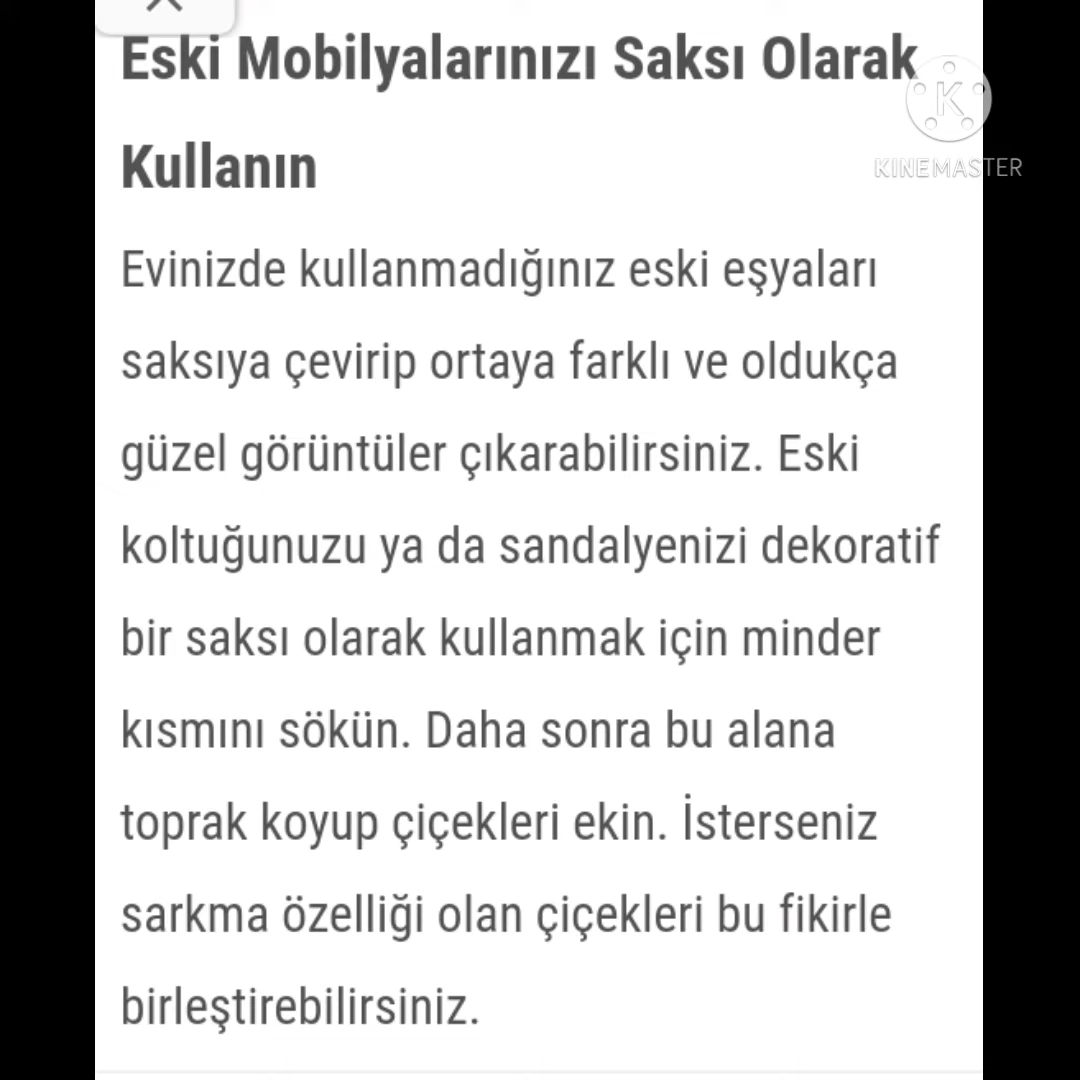 Eski Mobilyalarınızı Saksı Olarak
Kullanın
KINEMASTER
Evinizde kullanmadığınız eski eşyaları
saksıya çevirip ortaya farklı ve oldukça
güzel görüntüler çıkarabilirsiniz. Eski
koltuğunuzu ya da sandalyenizi dekoratif
bir saksı olarak kullanmak için minder
kısmını sökün. Daha sonra bu alana
toprak koyup çiçekleri ekin. İsterseniz
sarkma özelliği olan çiçekleri bu fikirle
birleştirebilirsiniz.